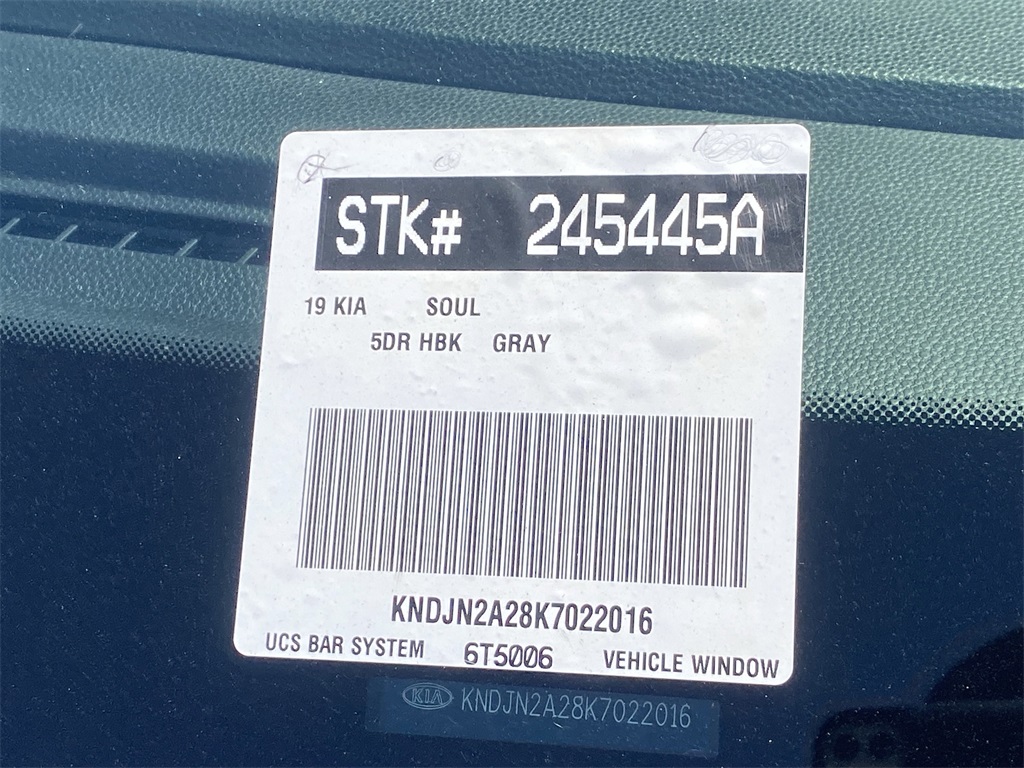 STK# 245445A
19 KIA SOUL
5DR HBK GRAY
KNDJN2A28K7022016
UCS BAR SYSTEM 6T5006 VEHICLE WINDOW
KIA KNDJN2A28K7022016